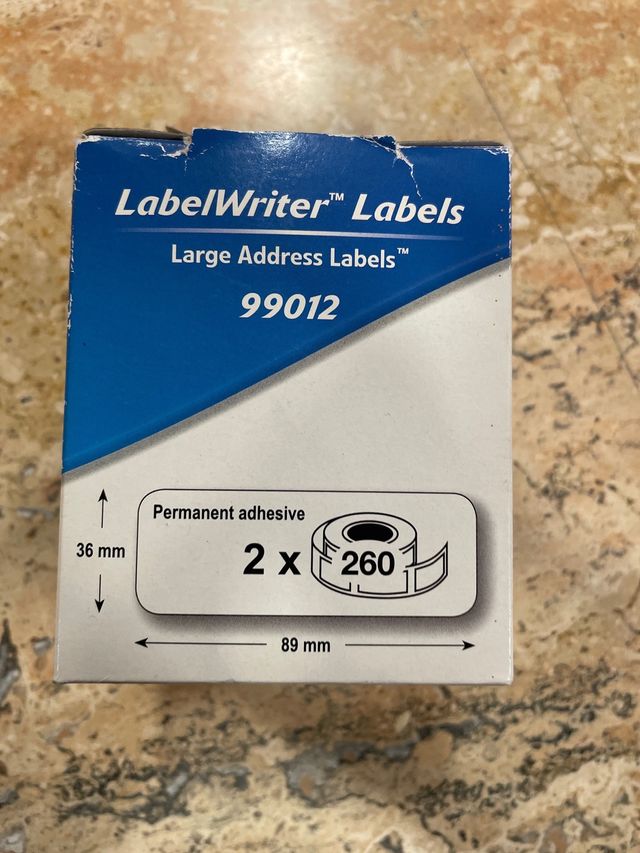 LabelWriter™ Labels
Large Address Labels™
99012
Permanent adhesive
2 x 260
36 mm
89 mm